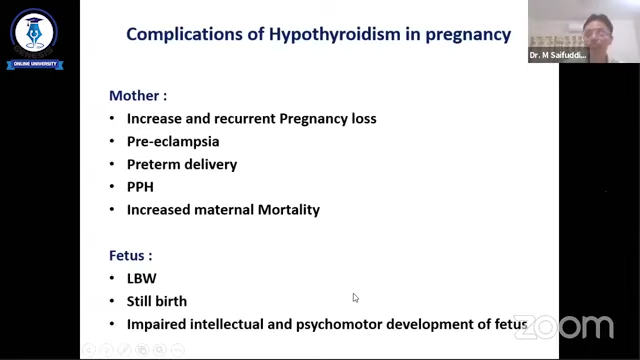 Complications of Hypothyroidism in pregnancy
Dr. M Saifuddi...
ONLINE UNIVERSITY
Mother :
• Increase and recurrent Pregnancy loss
• Pre-eclampsia
• Preterm delivery
• PPH
• Increased maternal Mortality
Fetus :
• LBW
• Still birth
• Impaired intellectual and psychomotor development of fetus
zoom